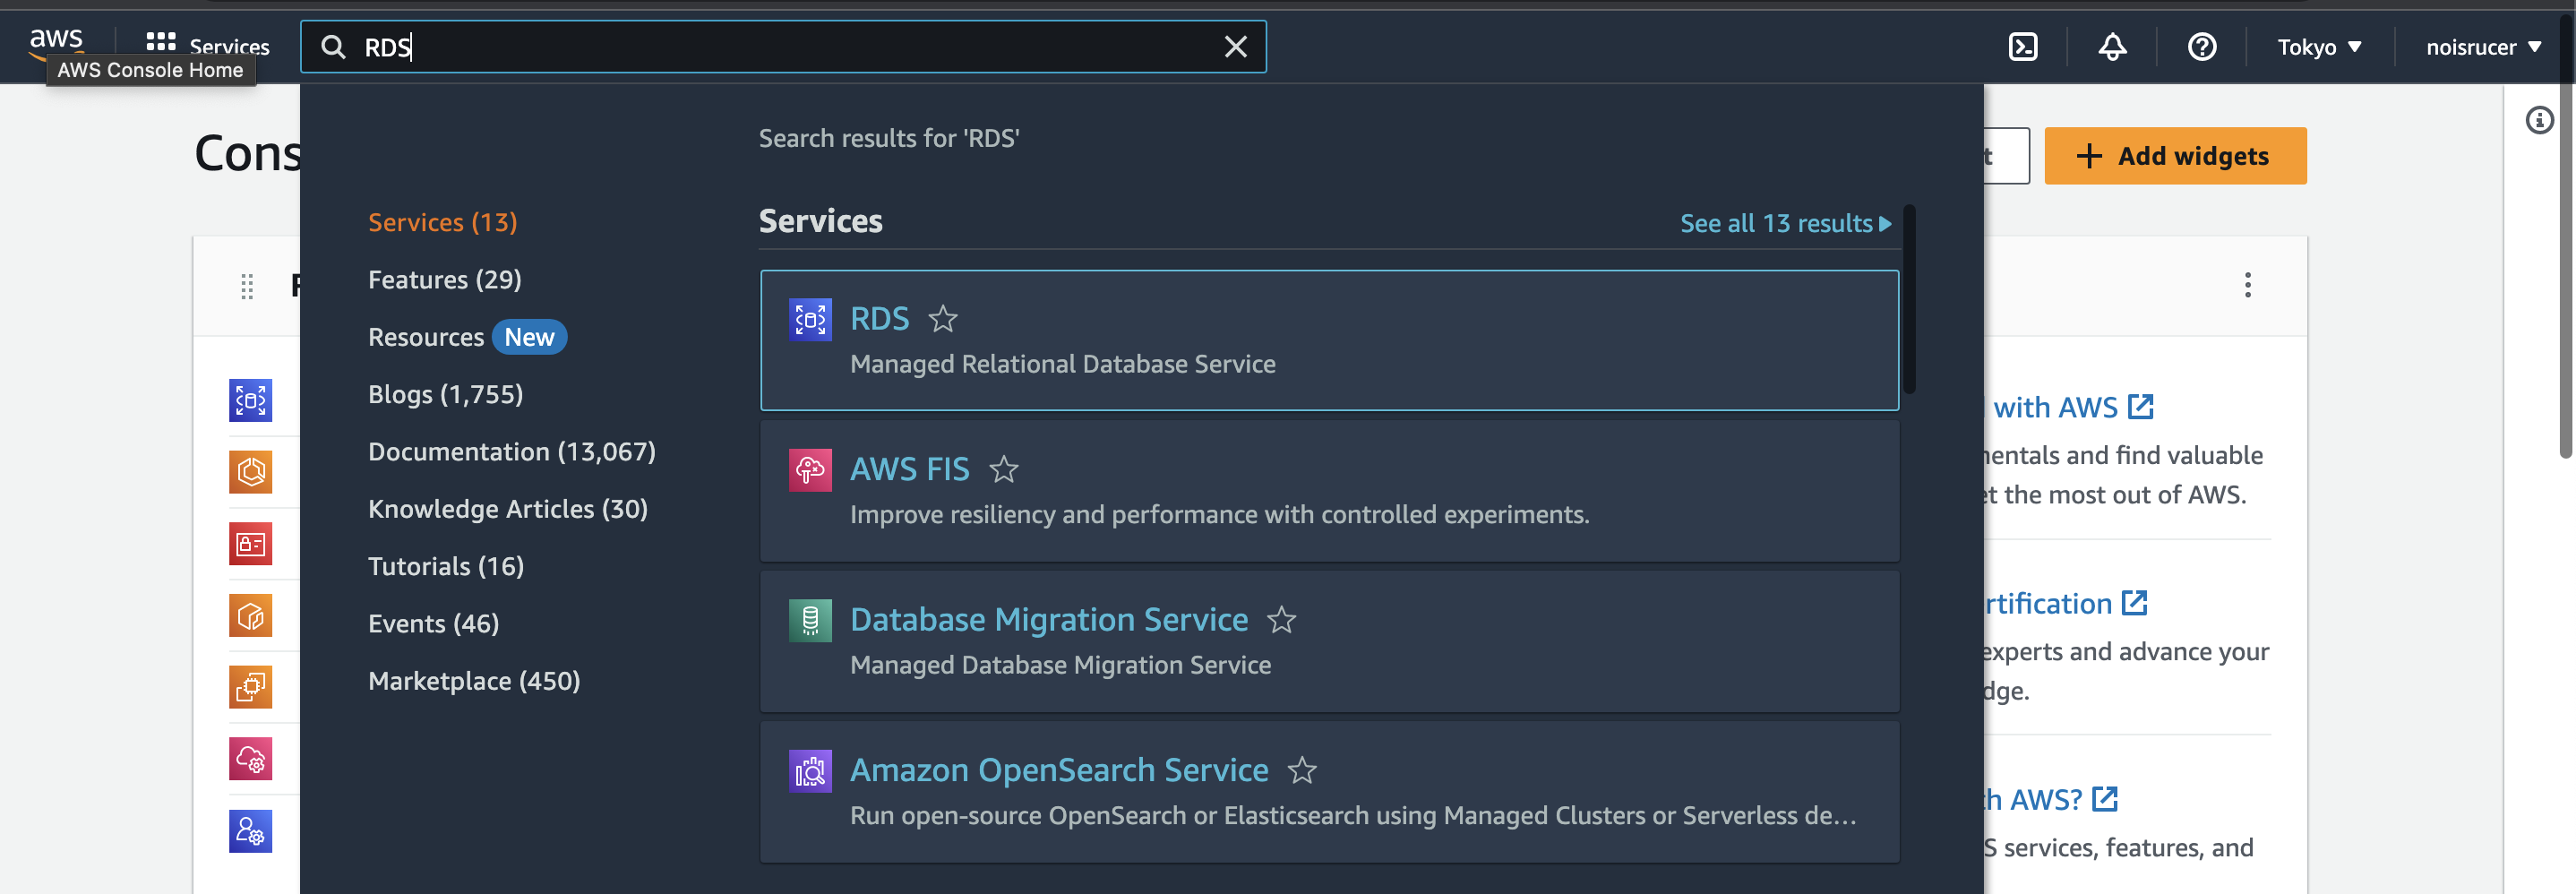 aws
Services
RDS
Tokyo
noisrucer
AWS Console Home
Cons
Search results for 'RDS'
Add widgets
Services (13)
Features (29)
Resources New
Blogs (1,755)
Documentation (13,067)
Knowledge Articles (30)
Tutorials (16)
Events (46)
Marketplace (450)
Services
See all 13 results
RDS
Managed Relational Database Service
AWS FIS
Improve resiliency and performance with controlled experiments.
Database Migration Service
Managed Database Migration Service
Amazon OpenSearch Service
Run open-source OpenSearch or Elasticsearch using Managed Clusters or Serverless de...
with AWS
nentals and find valuable
et the most out of AWS.
rtification
experts and advance your
dge.
h AWS?
S services, features, and